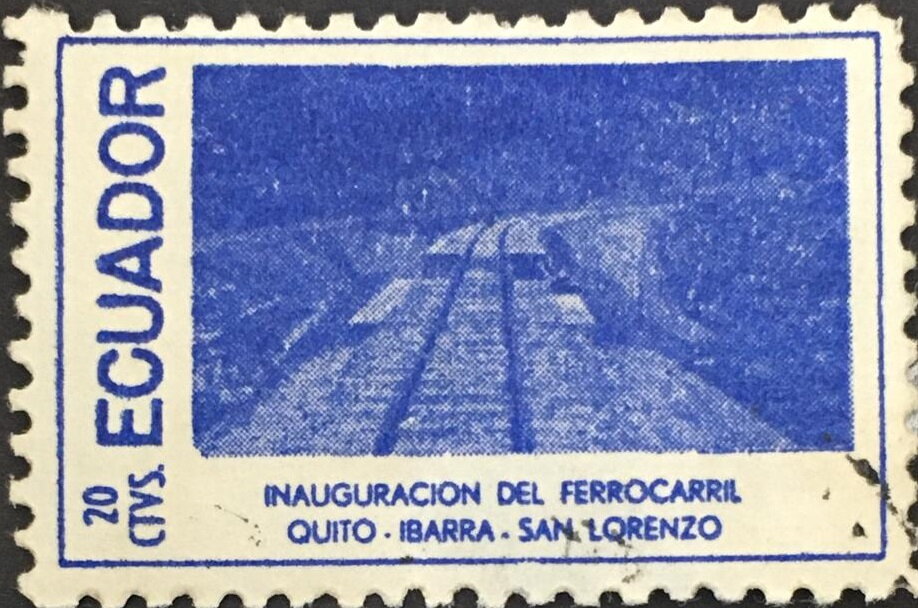 ECUADOR
20
CTVS.
INAUGURACION DEL FERROCARRIL
QUITO · IBARRA · SAN LORENZO